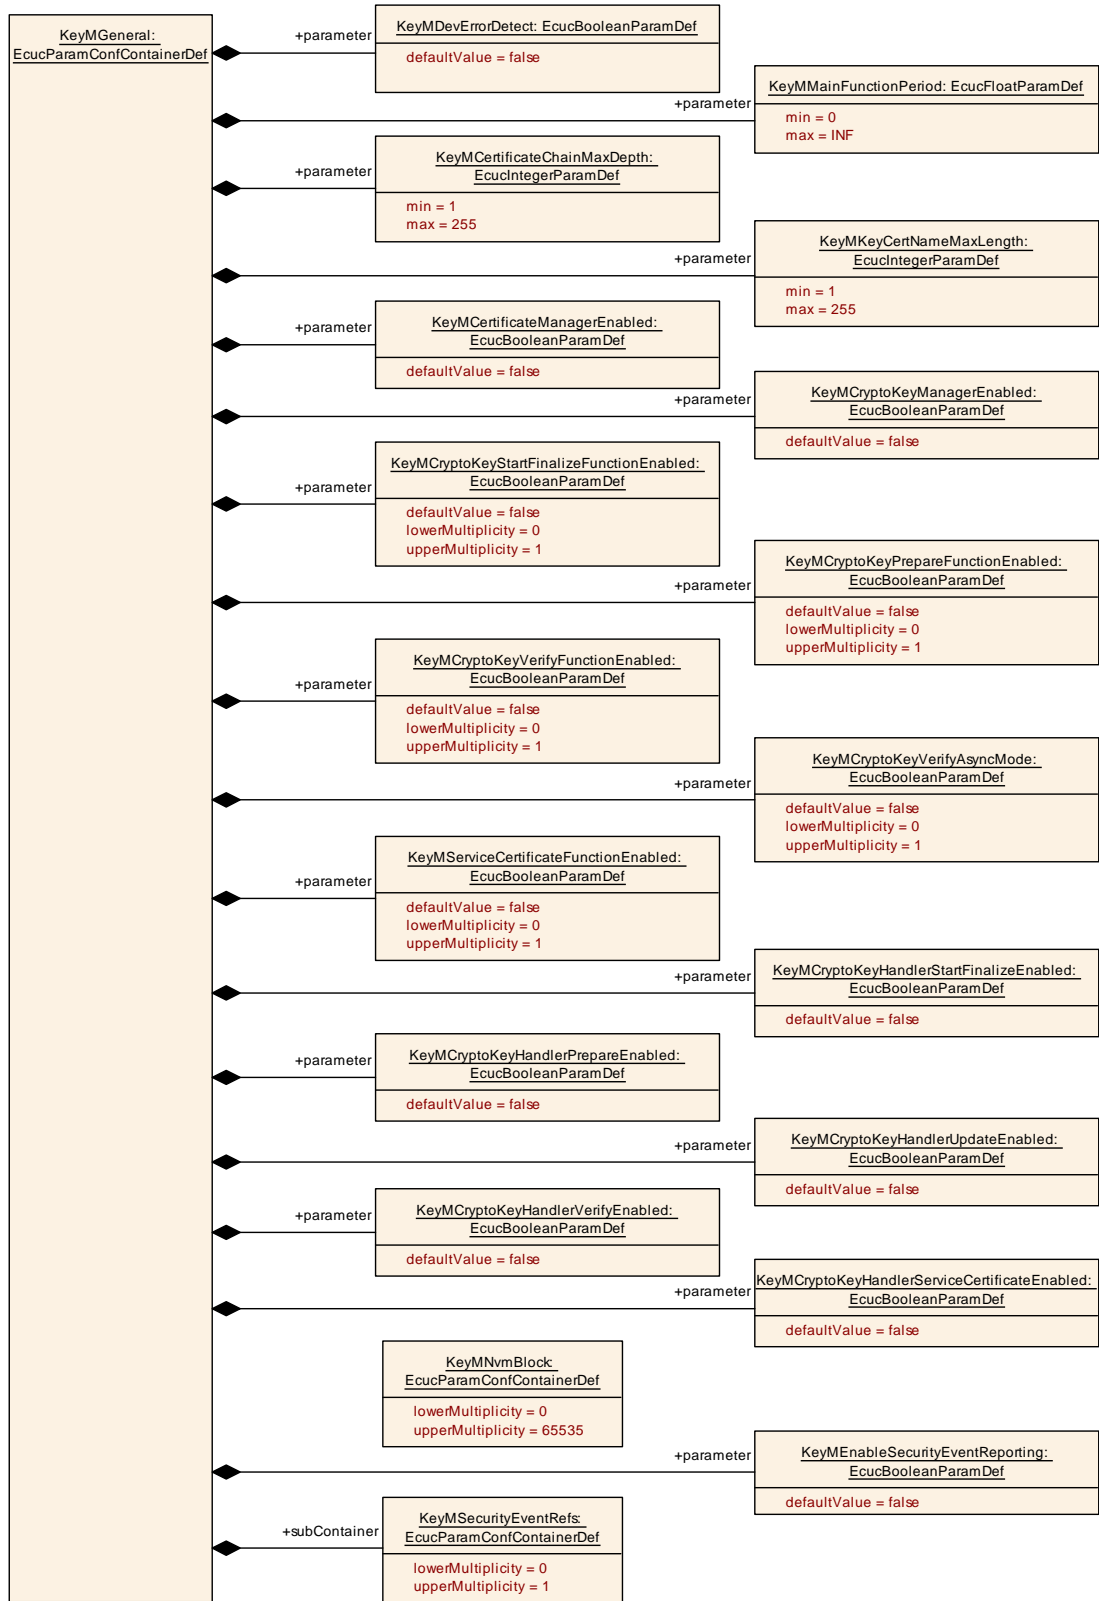 KeyMGeneral:
EcucParamConfContainerDef
+parameter
KeyMDevErrorDetect: EcucBooleanParamDef
defaultValue = false
+parameter
KeyMMainFunctionPeriod: EcucFloatParamDef
min = 0
max = INF
+parameter
KeyMCertificateChainMaxDepth:
EcucIntegerParamDef
min = 1
max = 255
+parameter
KeyMKeyCertNameMaxLength:
EcucIntegerParamDef
min = 1
max = 255
+parameter
KeyMCertificateManagerEnabled:
EcucBooleanParamDef
defaultValue = false
+parameter
KeyMCryptoKeyManagerEnabled:
EcucBooleanParamDef
defaultValue = false
+parameter
KeyMCryptoKeyStartFinalizeFunctionEnabled:
EcucBooleanParamDef
defaultValue = false
lowerMultiplicity = 0
upperMultiplicity = 1
+parameter
KeyMCryptoKeyPrepareFunctionEnabled:
EcucBooleanParamDef
defaultValue = false
lowerMultiplicity = 0
upperMultiplicity = 1
+parameter
KeyMCryptoKeyVerifyFunctionEnabled:
EcucBooleanParamDef
defaultValue = false
lowerMultiplicity = 0
upperMultiplicity = 1
+parameter
KeyMCryptoKeyVerifyAsyncMode:
EcucBooleanParamDef
defaultValue = false
lowerMultiplicity = 0
upperMultiplicity = 1
+parameter
KeyMServiceCertificateFunctionEnabled:
EcucBooleanParamDef
defaultValue = false
lowerMultiplicity = 0
upperMultiplicity = 1
+parameter
KeyMCryptoKeyHandlerStartFinalizeEnabled:
EcucBooleanParamDef
defaultValue = false
+parameter
KeyMCryptoKeyHandlerPrepareEnabled:
EcucBooleanParamDef
defaultValue = false
+parameter
KeyMCryptoKeyHandlerUpdateEnabled:
EcucBooleanParamDef
defaultValue = false
+parameter
KeyMCryptoKeyHandlerVerifyEnabled:
EcucBooleanParamDef
defaultValue = false
+parameter
KeyMCryptoKeyHandlerServiceCertificateEnabled:
EcucBooleanParamDef
defaultValue = false
KeyMNvmBlock:
EcucParamConfContainerDef
lowerMultiplicity = 0
upperMultiplicity = 65535
+parameter
KeyMEnableSecurityEventReporting:
EcucBooleanParamDef
defaultValue = false
+subContainer
KeyMSecurityEventRefs:
EcucParamConfContainerDef
lowerMultiplicity = 0
upperMultiplicity = 1